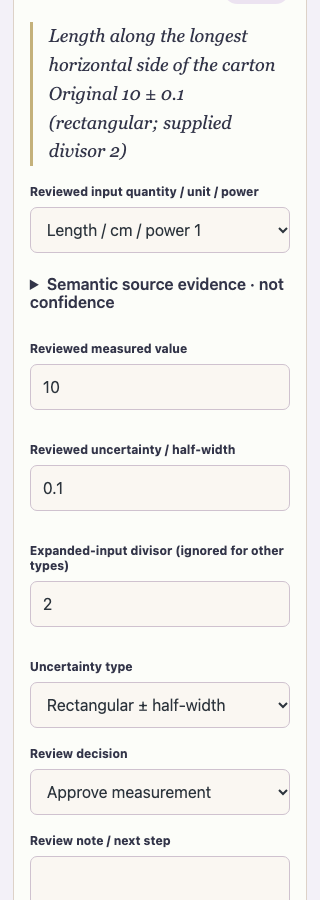 Length along the longest
horizontal side of the carton
Original 10 ± 0.1
(rectangular; supplied
divisor 2)
Reviewed input quantity / unit / power
Length / cm / power 1
▶ Semantic source evidence · not
confidence
Reviewed measured value
10
Reviewed uncertainty / half-width
0.1
Expanded-input divisor (ignored for other
types)
2
Uncertainty type
Rectangular ± half-width
Review decision
Approve measurement
Review note / next step